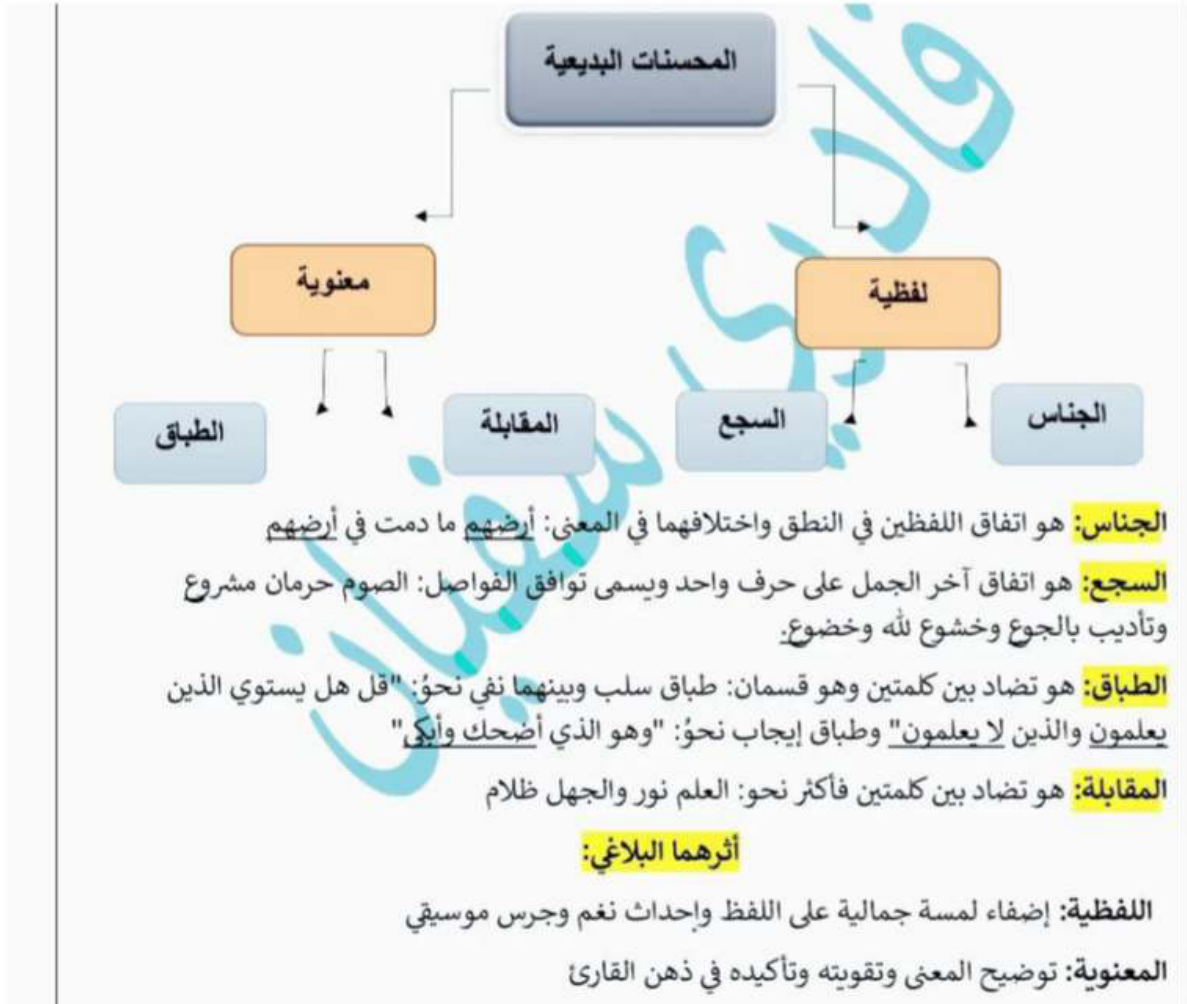 المحسنات البديعية
لفظية
معنوية
الجناس
السجع
المقابلة
الطباق
الجناس: هو اتفاق اللفظين في النطق واختلافهما في المعنى: أرضهم ما دمت في أرضهم
السجع: هو اتفاق آخر الجمل على حرف واحد ويسمى توافق الفواصل: الصوم حرمان مشروع
وتأديب بالجوع وخشوع لله وخضوع.
الطباق: هو تضاد بين كلمتين وهو قسمان: طباق سلب وبينهما نفي نحوُ: "قل هل يستوي الذين
يعلمون والذين لا يعلمون" وطباق إيجاب نحوُ: "وهو الذي أضحك وأبكى"
المقابلة: هو تضاد بين كلمتين فأكثر نحو: العلم نور والجهل ظلام
أثرهما البلاغي:
اللفظية: إضفاء لمسة جمالية على اللفظ وإحداث نغم وجرس موسيقي
المعنوية: توضيح المعنى وتقويته وتأكيده في ذهن القارئ
قادري سفيان